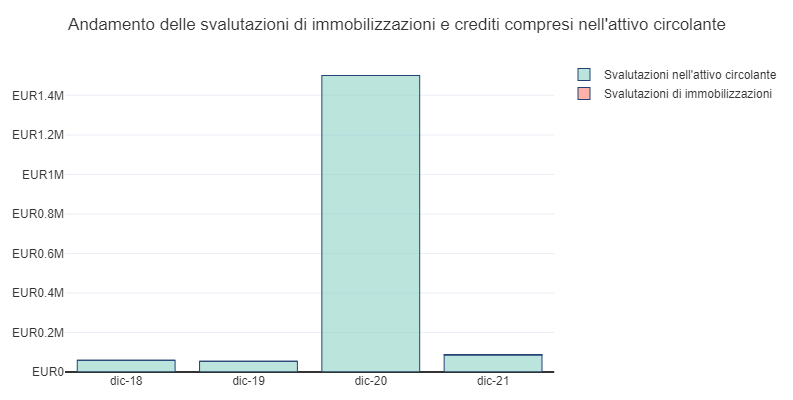 Andamento delle svalutazioni di immobilizzazioni e crediti compresi nell'attivo circolante
Svalutazioni nell'attivo circolante
Svalutazioni di immobilizzazioni
EUR1.4M
EUR1.2M
EUR1M
EUR0.8M
EUR0.6M
EUR0.4M
EUR0.2M
EUR0
dic-18 dic-19 dic-20 dic-21